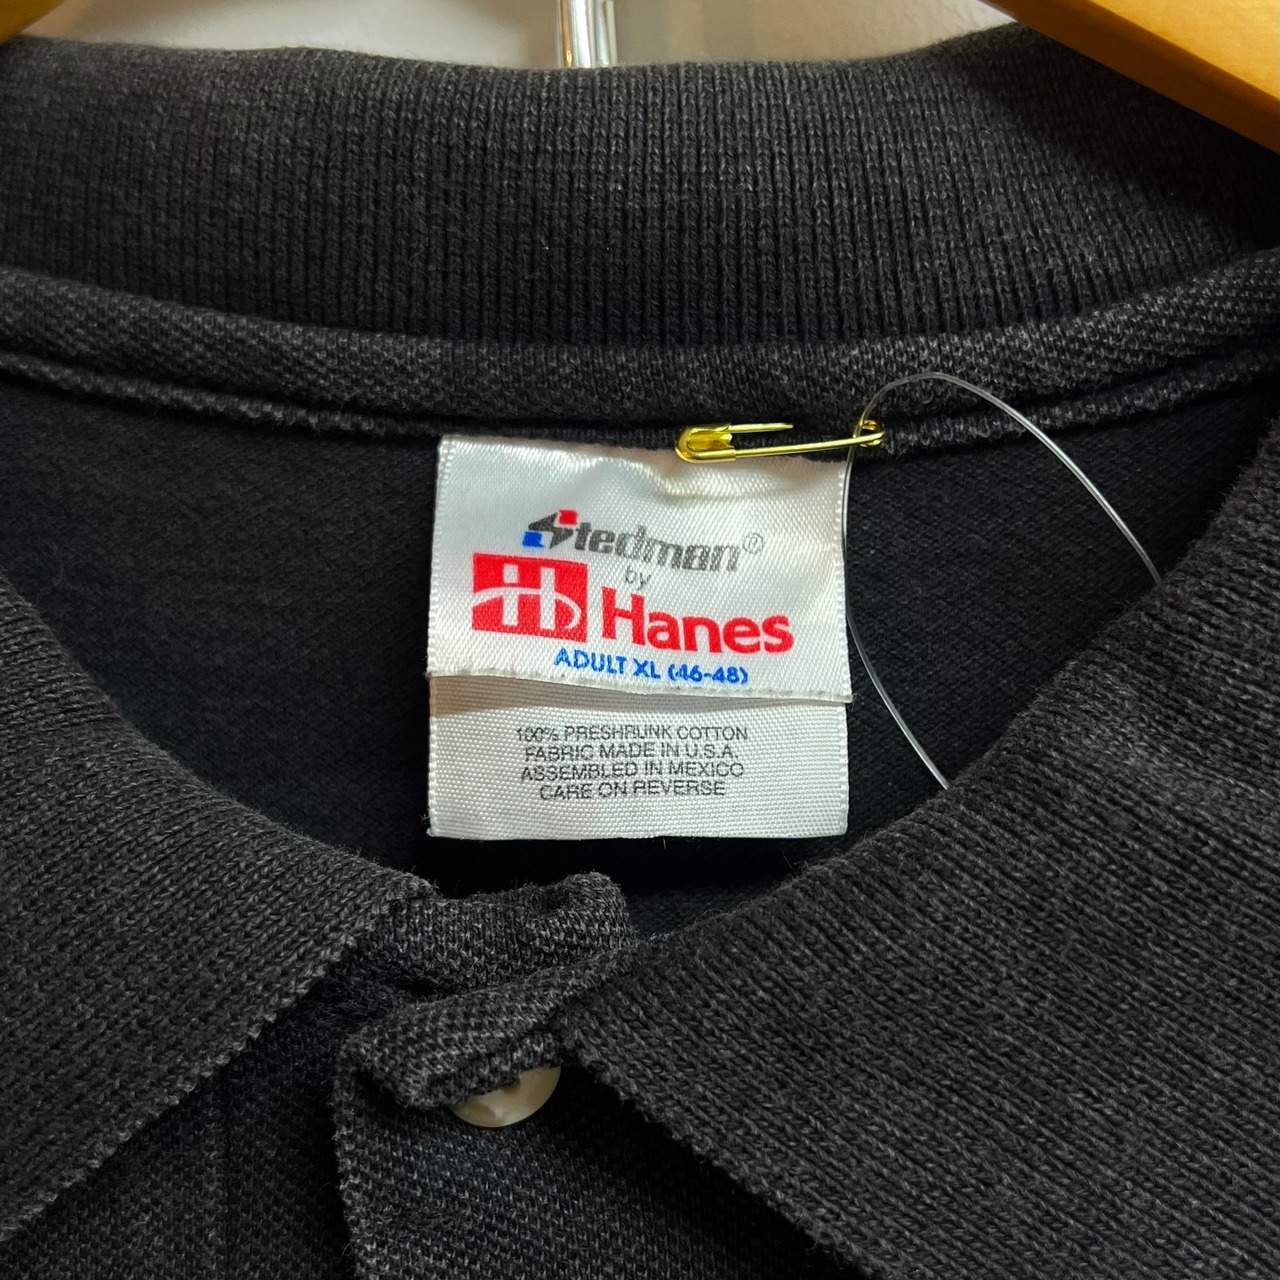 Stedman®
by
H Hanes
ADULT XL (46-48)
100% PRESHRUNK COTTON
FABRIC MADE IN U.S.A.
ASSEMBLED IN MEXICO
CARE ON REVERSE